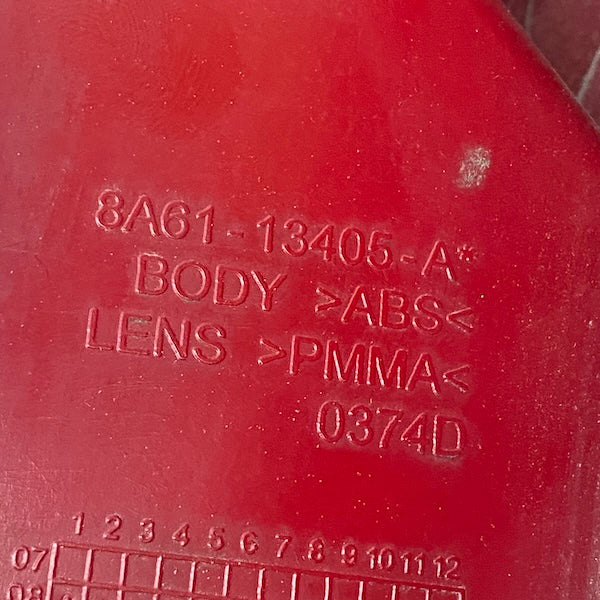 8A61-13405-A*
BODY >ABS<
LENS >PMMA<
0374D
1 2 3 4 5 6 7 8 9 10 11 12
07
08